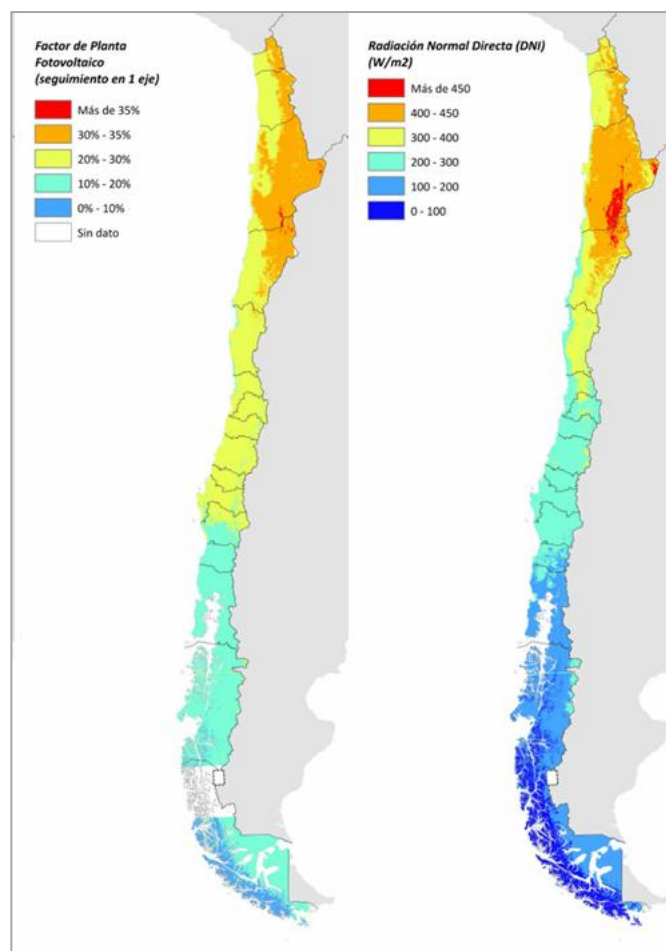 Factor de Planta
Fotovoltaico
(seguimiento en 1 eje)
Más de 35%
30% - 35%
20% - 30%
10% - 20%
0% - 10%
Sin dato
Radiación Normal Directa (DNI)
(W/m2)
Más de 450
400 - 450
300 - 400
200 - 300
100 - 200
0 - 100